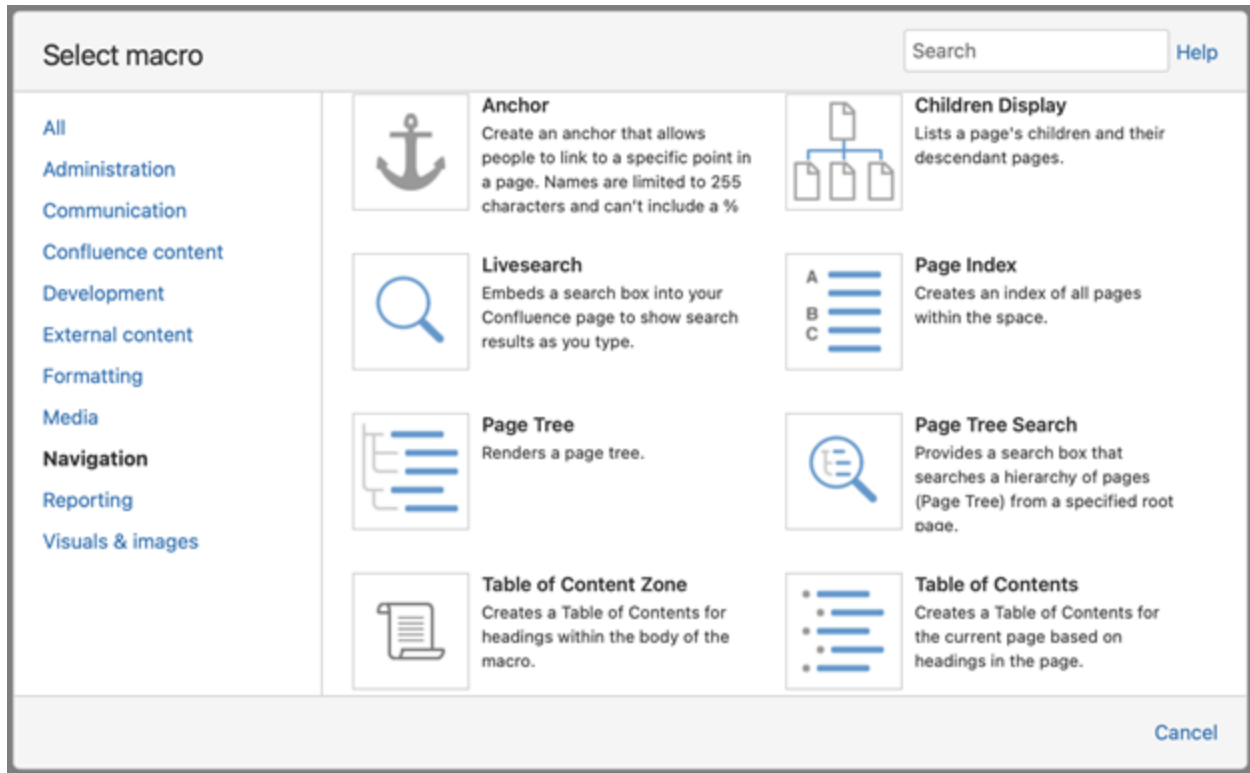 Select macro
Search
Help
All
Administration
Communication
Confluence content
Development
External content
Formatting
Media
Navigation
Reporting
Visuals & images
Anchor
Create an anchor that allows
people to link to a specific point in
a page. Names are limited to 255
characters and can't include a %
Children Display
Lists a page's children and their
descendant pages.
Livesearch
Embeds a search box into your
Confluence page to show search
results as you type.
Page Index
Creates an index of all pages
within the space.
A
B
C
Page Tree
Renders a page tree.
Page Tree Search
Provides a search box that
searches a hierarchy of pages
(Page Tree) from a specified root
page.
Table of Content Zone
Creates a Table of Contents for
headings within the body of the
macro.
Table of Contents
Creates a Table of Contents for
the current page based on
headings in the page.
Cancel